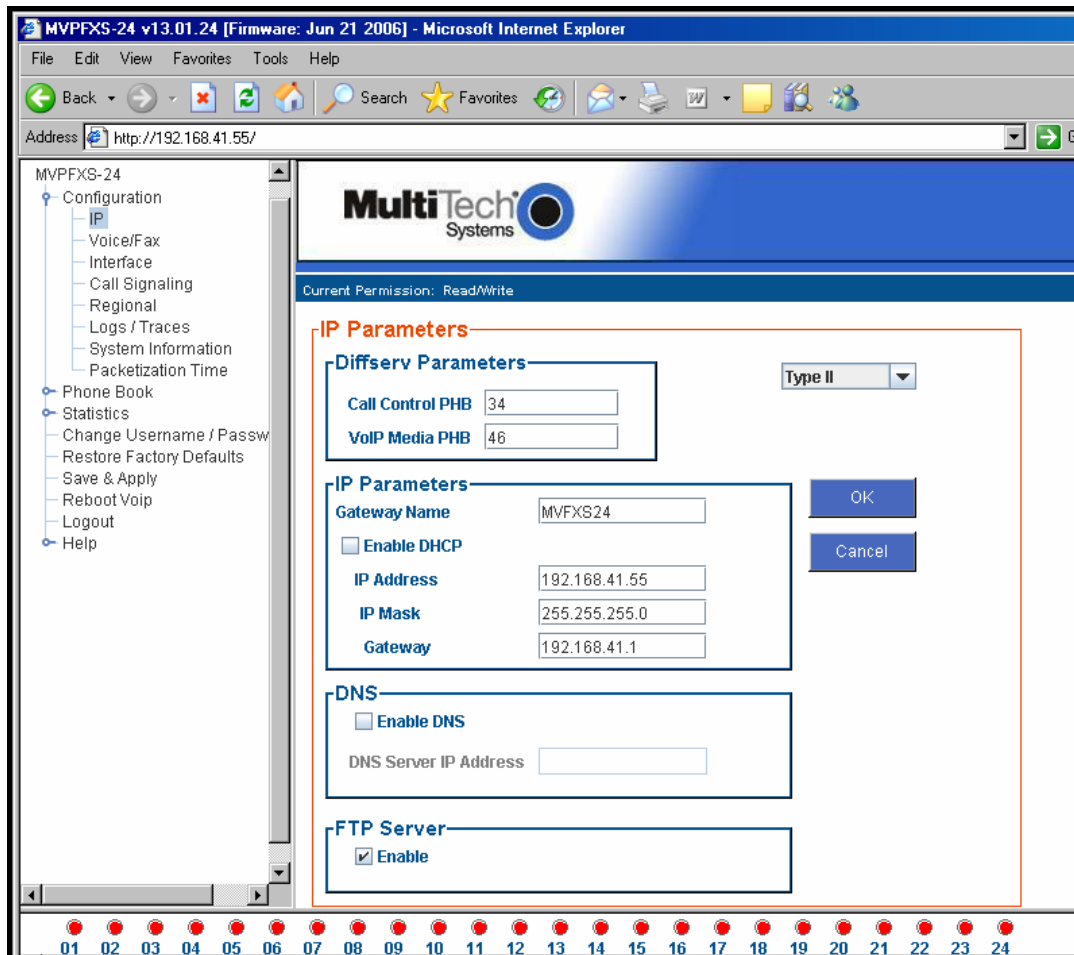 MVPFXS-24 v13.01.24 [Firmware: Jun 21 2006] - Microsoft Internet Explorer
File Edit View Favorites Tools Help
Back Search Favorites
Address http://192.168.41.55/
MVPFXS-24
Configuration
IP
Voice/Fax
Interface
Call Signaling
Regional
Logs / Traces
System Information
Packetization Time
Phone Book
Statistics
Change Username / Passw
Restore Factory Defaults
Save & Apply
Reboot Voip
Logout
Help
MultiTech
Systems
Current Permission: Read/Write
IP Parameters
Diffserv Parameters
Type II
Call Control PHB 34
VoIP Media PHB 46
IP Parameters
OK
Gateway Name MVFXS24
Enable DHCP
Cancel
IP Address 192.168.41.55
IP Mask 255.255.255.0
Gateway 192.168.41.1
DNS
Enable DNS
DNS Server IP Address
FTP Server
Enable
01 02 03 04 05 06 07 08 09 10 11 12 13 14 15 16 17 18 19 20 21 22 23 24